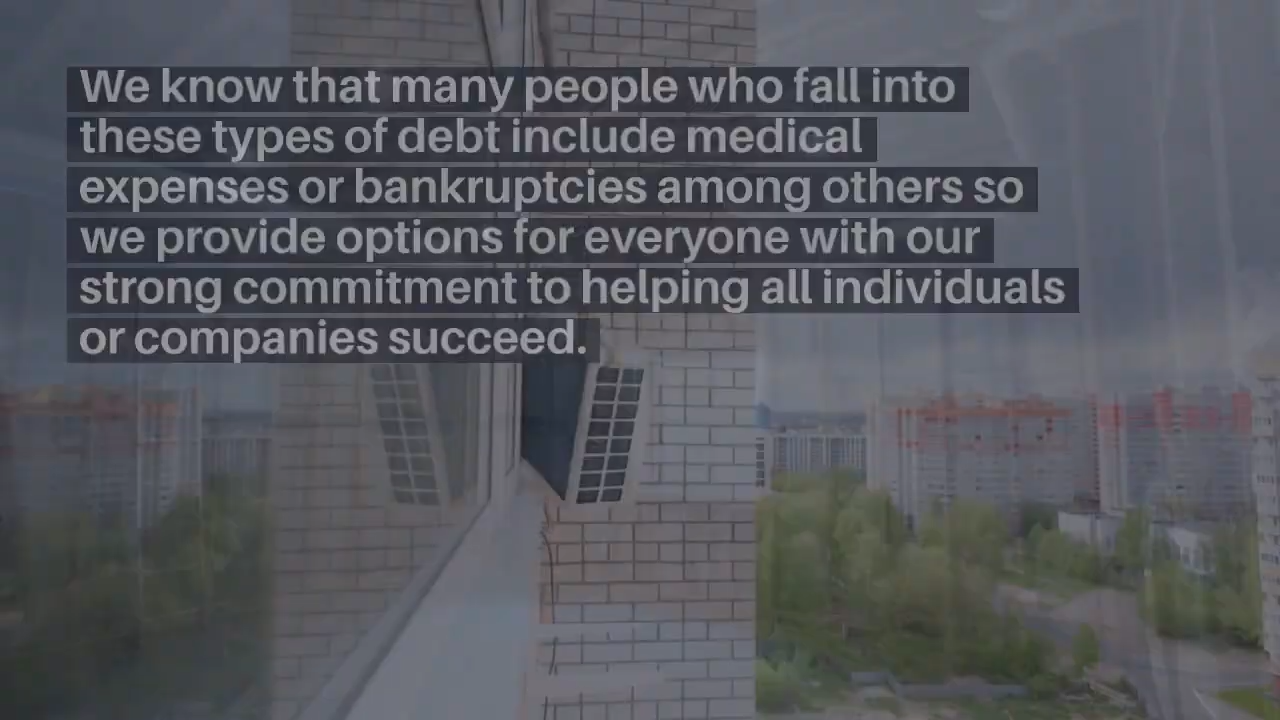 We know that many people who fall into
these types of debt include medical
expenses or bankruptcies among others so
we provide options for everyone with our
strong commitment to helping all individuals
or companies succeed.